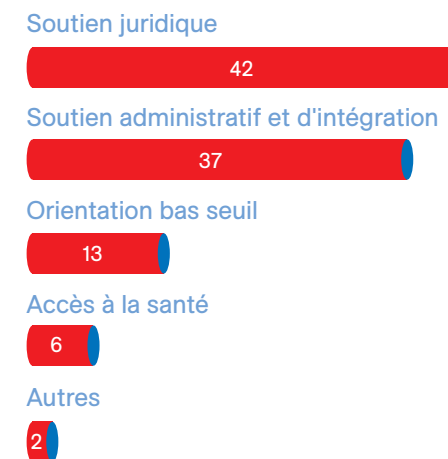 Soutien juridique
42
Soutien administratif et d'intégration
37
Orientation bas seuil
13
Accès à la santé
6
Autres
2